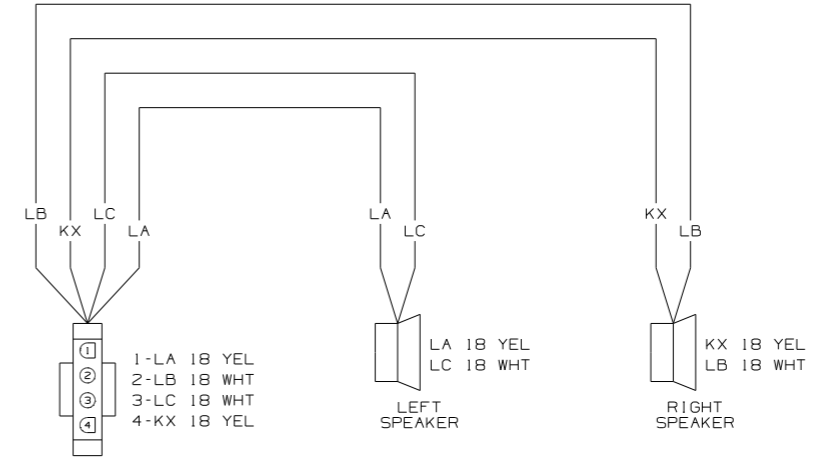 LB
KX
LC
LA
LA
LC
KX
LB
1
2
3
4
1-LA 18 YEL
2-LB 18 WHT
3-LC 18 WHT
4-KX 18 YEL
LA 18 YEL
LC 18 WHT
LEFT
SPEAKER
KX 18 YEL
LB 18 WHT
RIGHT
SPEAKER